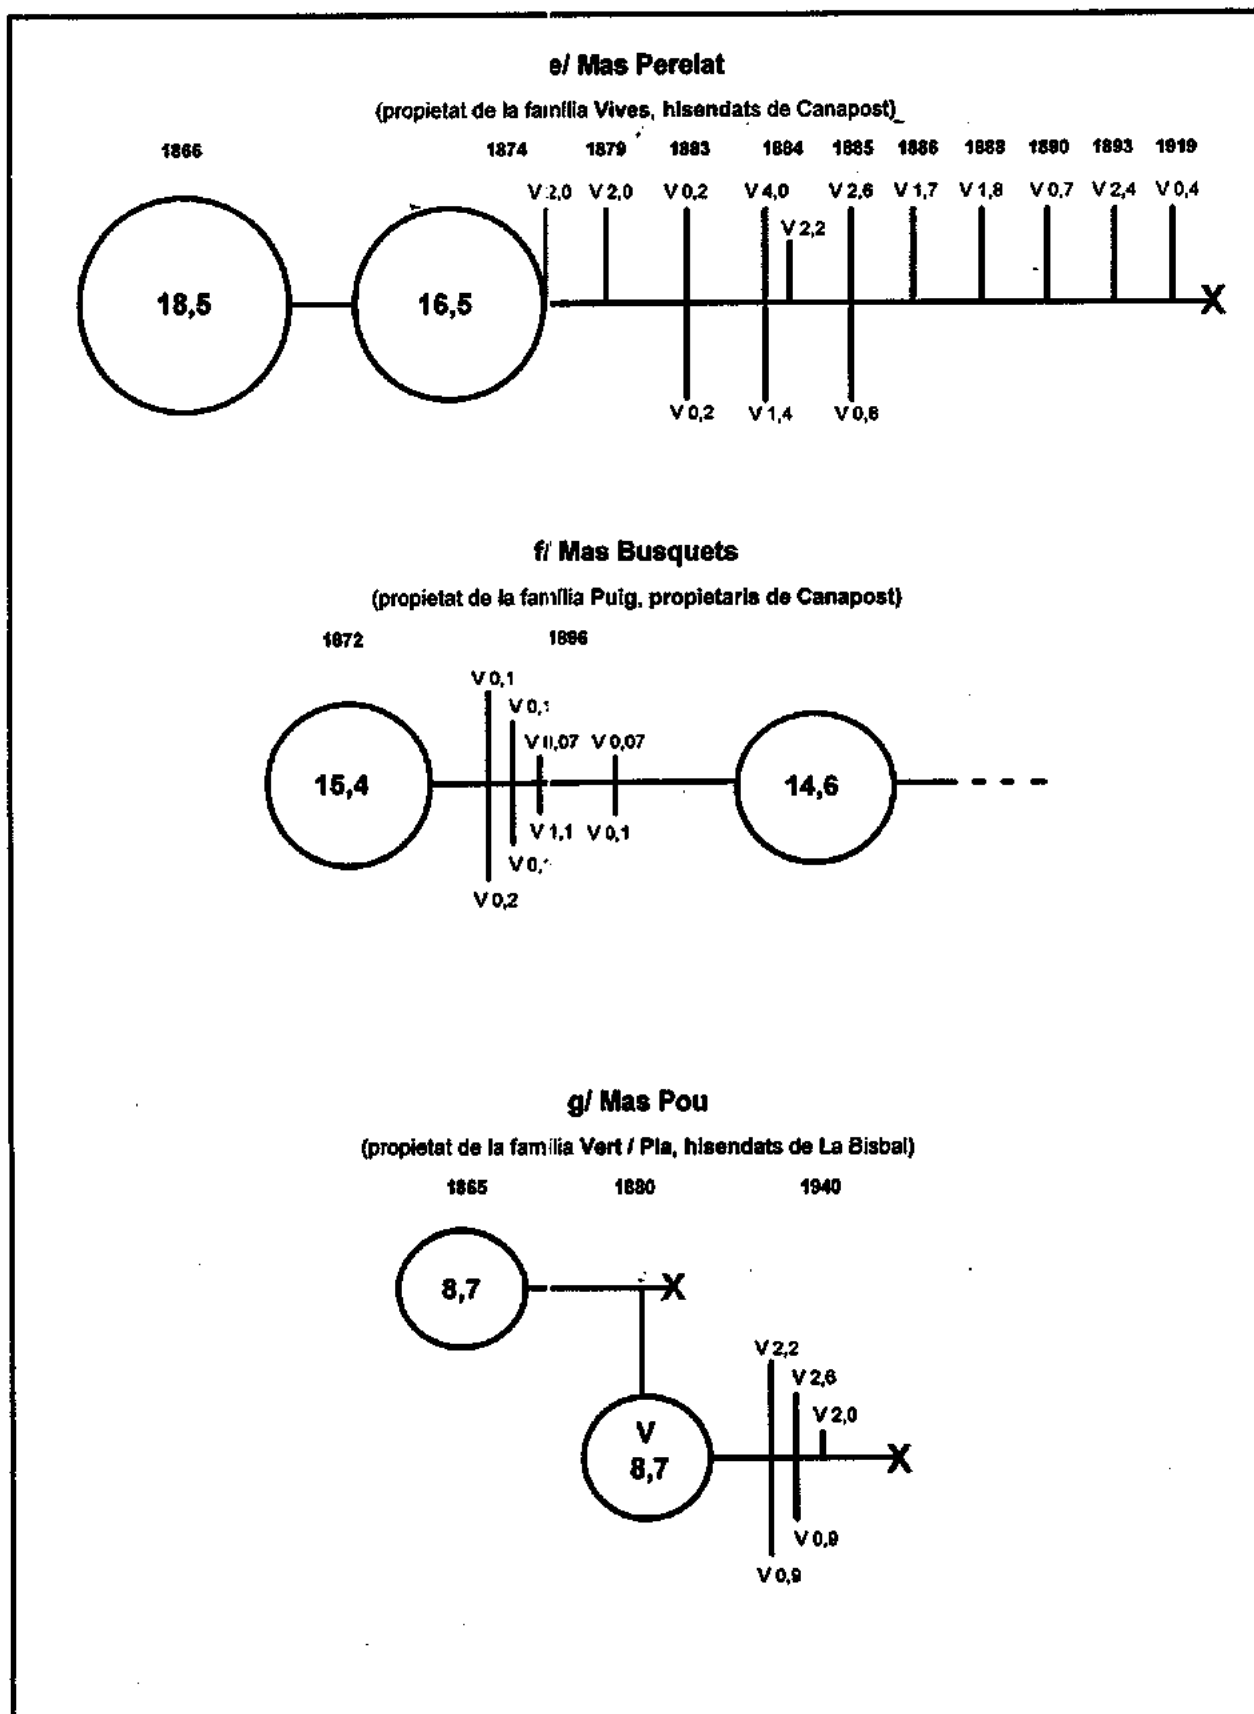 e/ Mas Perelat
(propietat de la família Vives, hisendats de Canapost)
1866 1874 1879 1883 1884 1885 1886 1888 1890 1893 1919
V 2,0 V 2,0 V 0,2 V 4,0 V 2,6 V 1,7 V 1,8 V 0,7 V 2,4 V 0,4
V 2,2
18,5 16,5 X
V 0,2 V 1,4 V 0,6
f/ Mas Busquets
(propietat de la família Puig, propietaris de Canapost)
1872 1896
V 0,1
V 0,1
V 0,07 V 0,07
15,4 14,6
V 1,1 V 0,1
V 0,1
V 0,2
g/ Mas Pou
(propietat de la família Vert / Pla, hisendats de La Bisbal)
1865 1880 1940
8,7 X
V 2,2
V 2,6
V 2,0
V
8,7 X
V 0,9
V 0,9